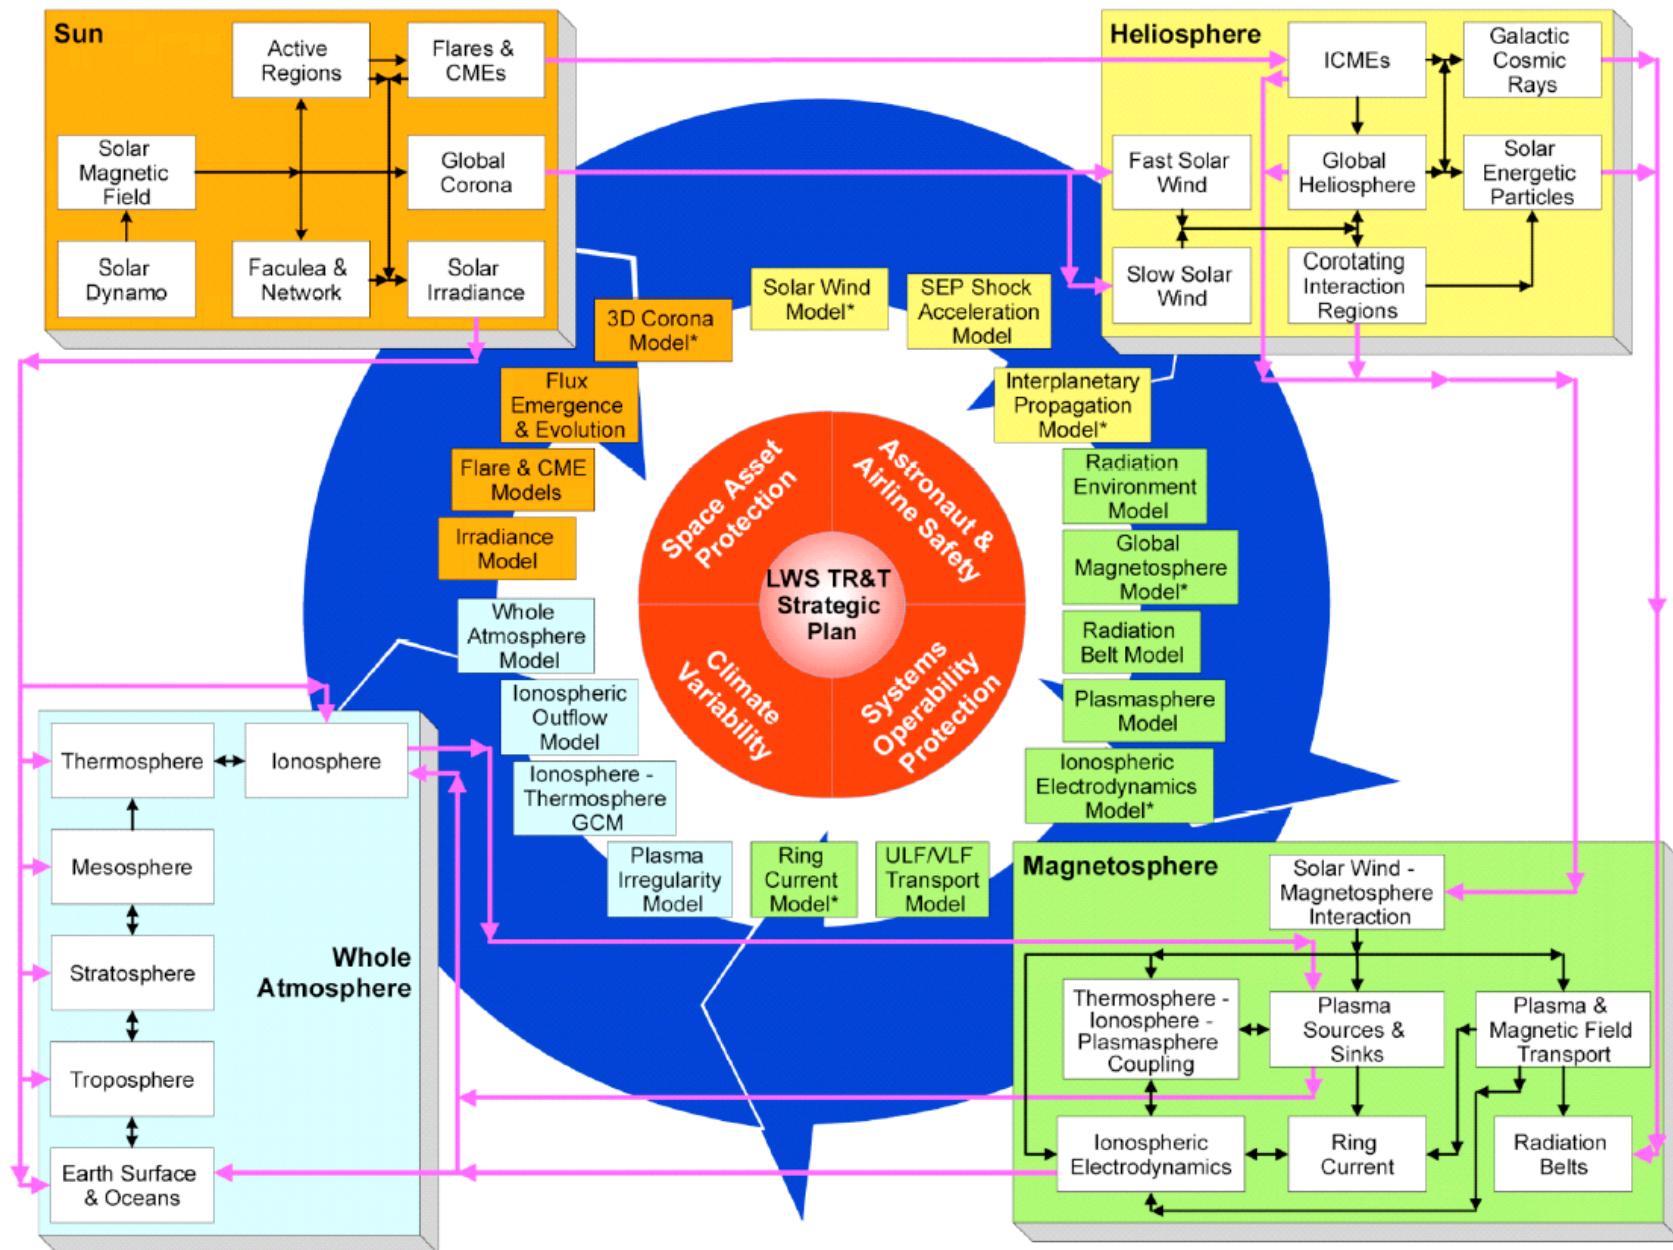 Sun
Active
Regions
Flares &
CMEs
Solar
Magnetic
Field
Global
Corona
Solar
Dynamo
Faculea &
Network
Solar
Irradiance
Heliosphere
ICMEs
Galactic
Cosmic
Rays
Fast Solar
Wind
Global
Heliosphere
Solar
Energetic
Particles
Slow Solar
Wind
Corotating
Interaction
Regions
3D Corona
Model*
Solar Wind
Model*
SEP Shock
Acceleration
Model
Flux
Emergence
& Evolution
Interplanetary
Propagation
Model*
Flare & CME
Models
Radiation
Environment
Model
Irradiance
Model
Global
Magnetosphere
Model*
Whole
Atmosphere
Model
Radiation
Belt Model
Ionospheric
Outflow
Model
Plasmasphere
Model
Ionosphere -
Thermosphere
GCM
Ionospheric
Electrodynamics
Model*
Plasma
Irregularity
Model
Ring
Current
Model*
ULF/VLF
Transport
Model
Space Asset
Protection
Astronaut &
Airline Safety
LWS TR&T
Strategic
Plan
Climate
Variability
Systems
Operability
Protection
Thermosphere
Ionosphere
Mesosphere
Stratosphere
Whole
Atmosphere
Troposphere
Earth Surface
& Oceans
Magnetosphere
Solar Wind -
Magnetosphere
Interaction
Thermosphere -
Ionosphere -
Plasmasphere
Coupling
Plasma
Sources &
Sinks
Plasma &
Magnetic Field
Transport
Ionospheric
Electrodynamics
Ring
Current
Radiation
Belts